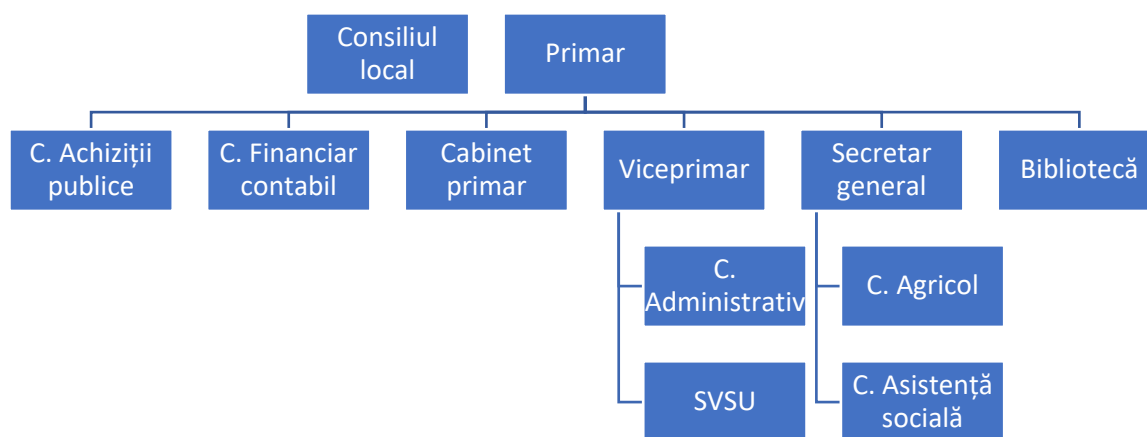 Consiliul
local
Primar
C. Achiziții
publice
C. Financiar
contabil
Cabinet
primar
Viceprimar
Secretar
general
Bibliotecă
C.
Administrativ
C. Agricol
SVSU
C. Asistență
socială